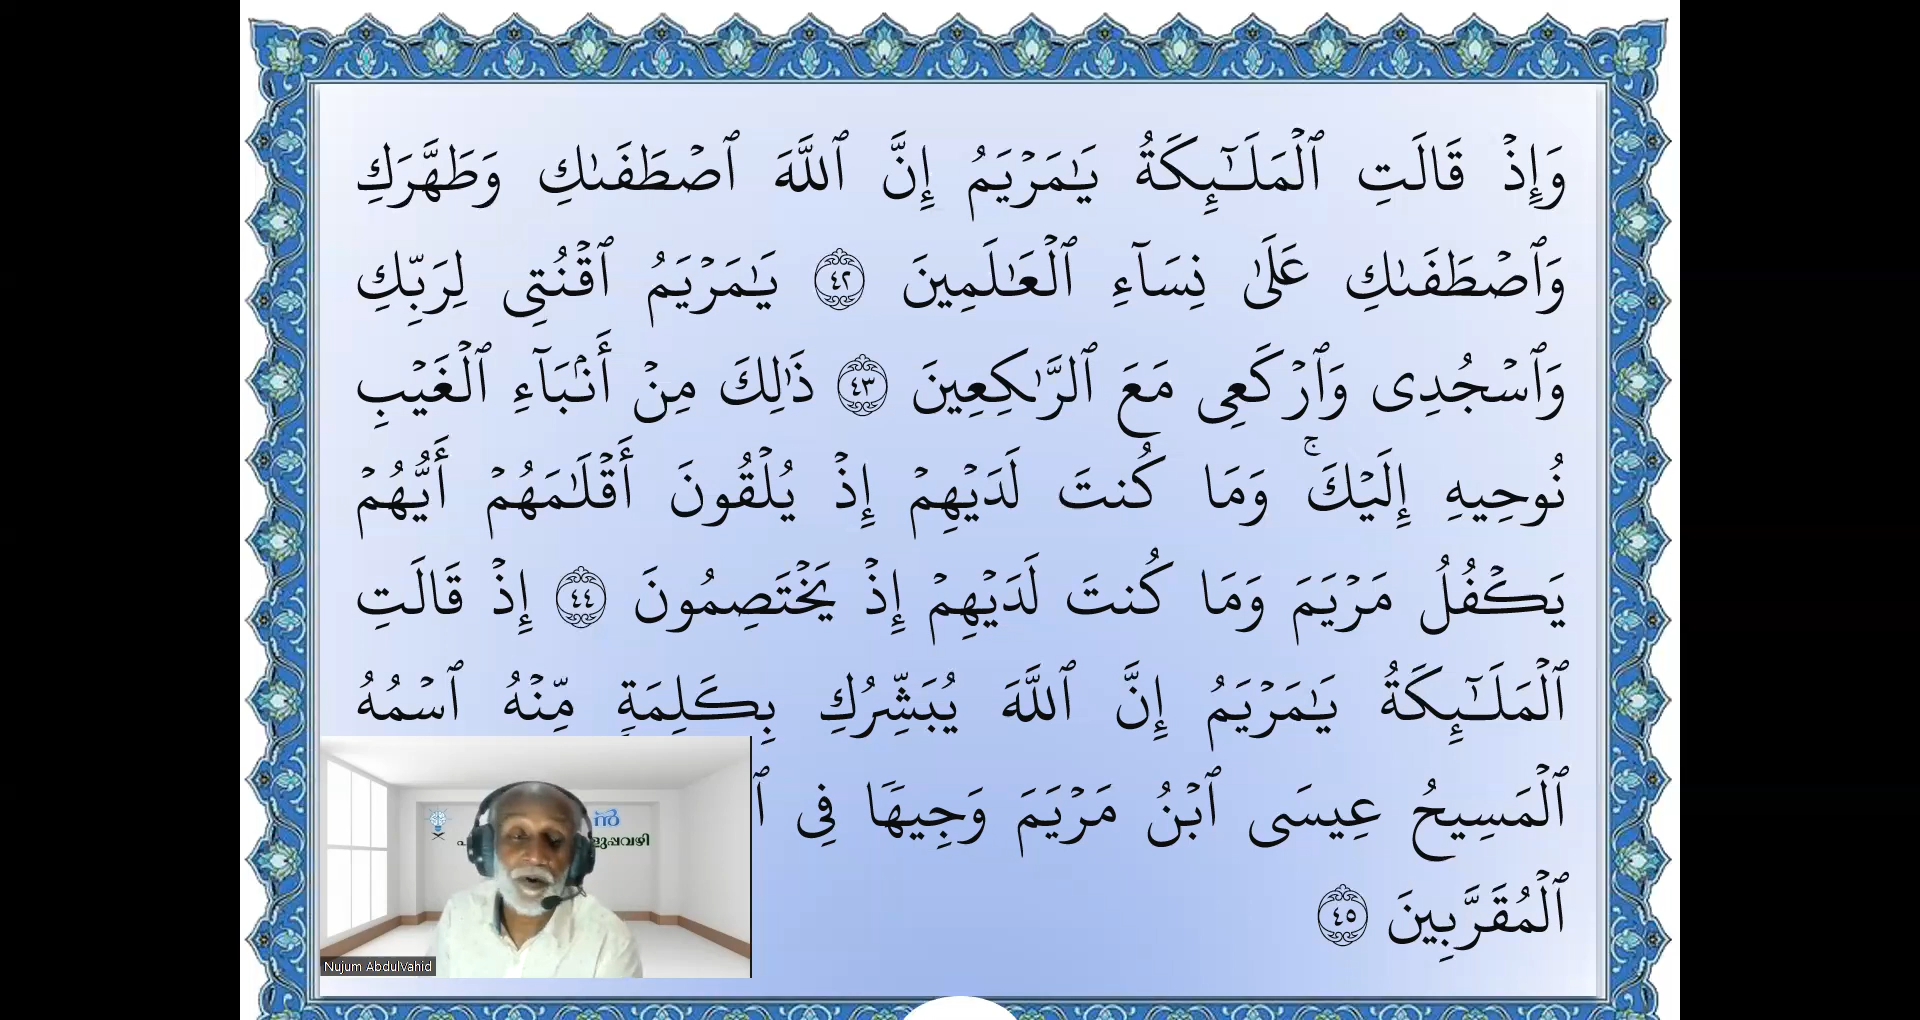 وَإِذۡ قَالَتِ ٱلۡمَلَـٰٓئِكَةُ يَـٰمَرۡيَمُ إِنَّ ٱللَّهَ ٱصۡطَفَىٰكِ وَطَهَّرَكِ
وَٱصۡطَفَىٰكِ عَلَىٰ نِسَآءِ ٱلۡعَـٰلَمِينَ ٤٢ يَـٰمَرۡيَمُ ٱقۡنُتِى لِرَبِّكِ
وَٱسۡجُدِى وَٱرۡكَعِى مَعَ ٱلرَّٰكِعِينَ ٤٣ ذَٰلِكَ مِنۡ أَنۢبَآءِ ٱلۡغَيۡبِ
نُوحِيهِ إِلَيۡكَۚ وَمَا كُنتَ لَدَيۡهِمۡ إِذۡ يُلۡقُونَ أَقۡلَـٰمَهُمۡ أَيُّهُمۡ
يَكۡفُلُ مَرۡيَمَ وَمَا كُنتَ لَدَيۡهِمۡ إِذۡ يَخۡتَصِمُونَ ٤٤ إِذۡ قَالَتِ
ٱلۡمَلَـٰٓئِكَةُ يَـٰمَرۡيَمُ إِنَّ ٱللَّهَ يُبَشِّرُكِ بِكَلِمَةٍ مِّنۡهُ ٱسۡمُهُ
ٱلۡمَسِيحُ عِيسَى ٱبۡنُ مَرۡيَمَ وَجِيهًا فِى
ٱلۡمُقَرَّبِينَ ٤٥
Nujum AbdulVahid